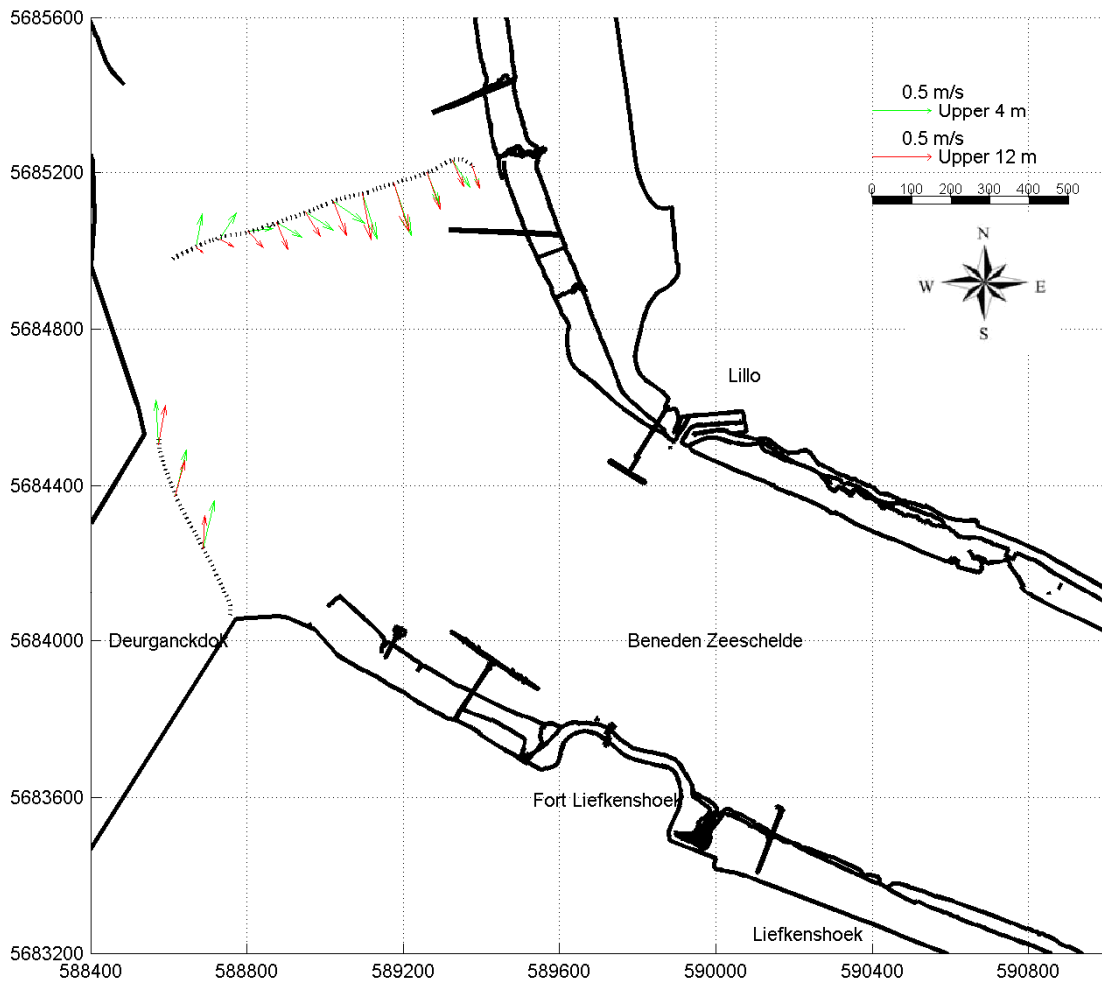 5685600
0.5 m/s
Upper 4 m
0.5 m/s
Upper 12 m
5685200
0 100 200 300 400 500
N
W E
S
5684800
Lillo
5684400
5684000
Deurganckdok
Beneden Zeeschelde
5683600
Fort Liefkenshoek
Liefkenshoek
5683200
588400 588800 589200 589600 590000 590400 590800